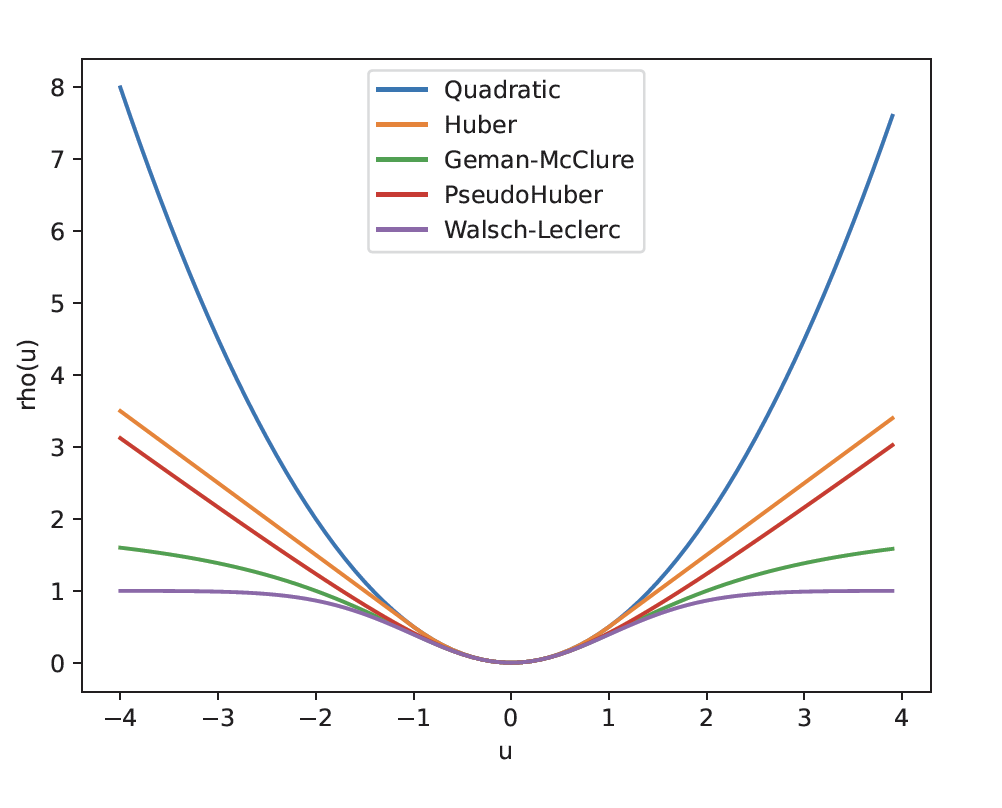 8
7
6
5
4
3
2
1
0
rho(u)
Quadratic
Huber
Geman-McClure
PseudoHuber
Walsch-Leclerc
−4 −3 −2 −1 0 1 2 3 4
u